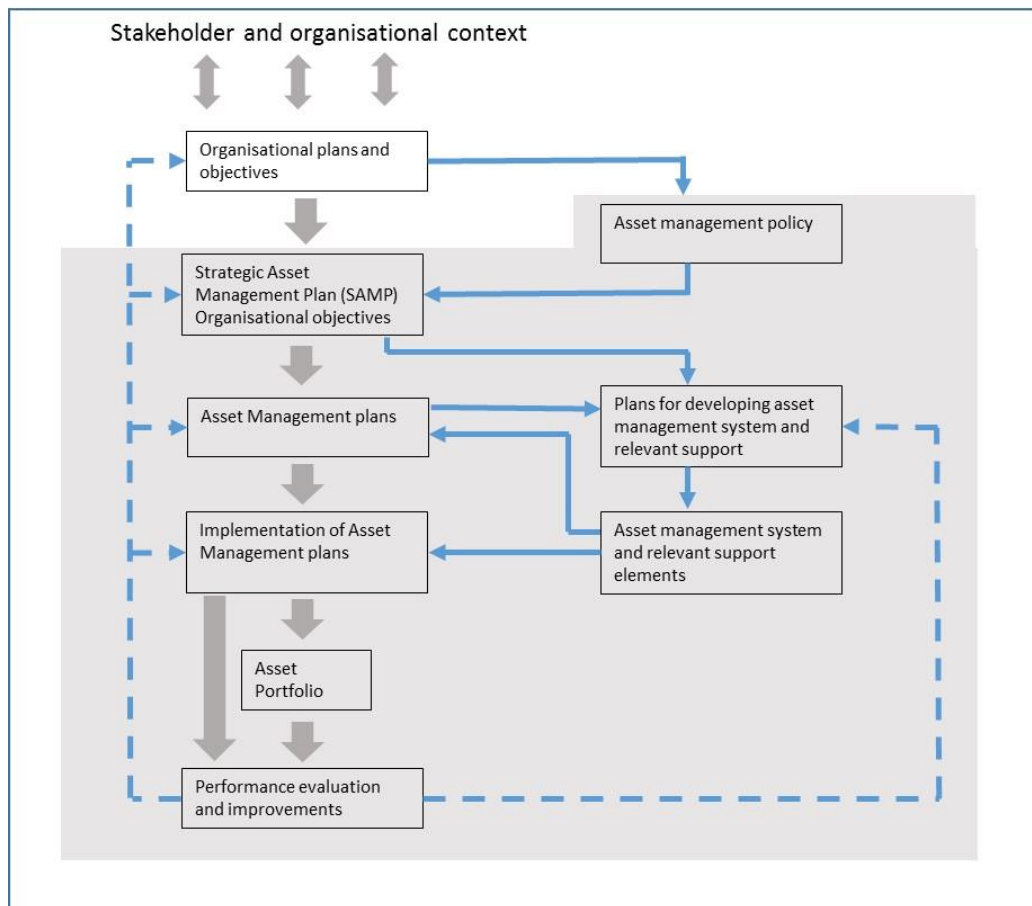 Stakeholder and organisational context
Organisational plans and
objectives
Asset management policy
Strategic Asset
Management Plan (SAMP)
Organisational objectives
Asset Management plans
Plans for developing asset
management system and
relevant support
Implementation of Asset
Management plans
Asset management system
and relevant support
elements
Asset
Portfolio
Performance evaluation
and improvements